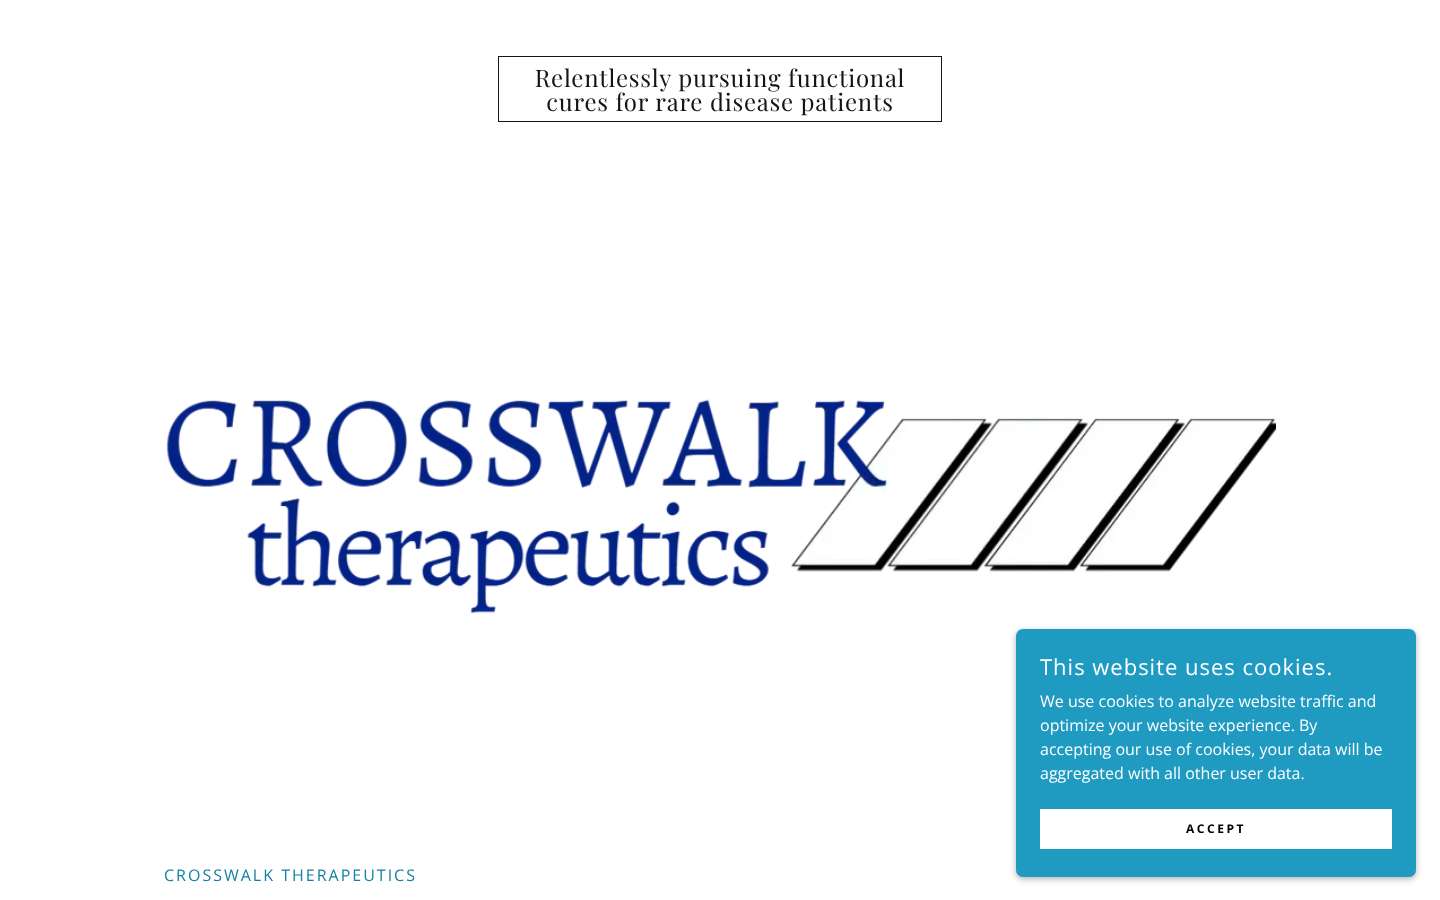 Relentlessly pursuing functional
cures for rare disease patients
CROSSWALK
therapeutics
This website uses cookies.
We use cookies to analyze website traffic and
optimize your website experience. By
accepting our use of cookies, your data will be
aggregated with all other user data.
ACCEPT
CROSSWALK THERAPEUTICS